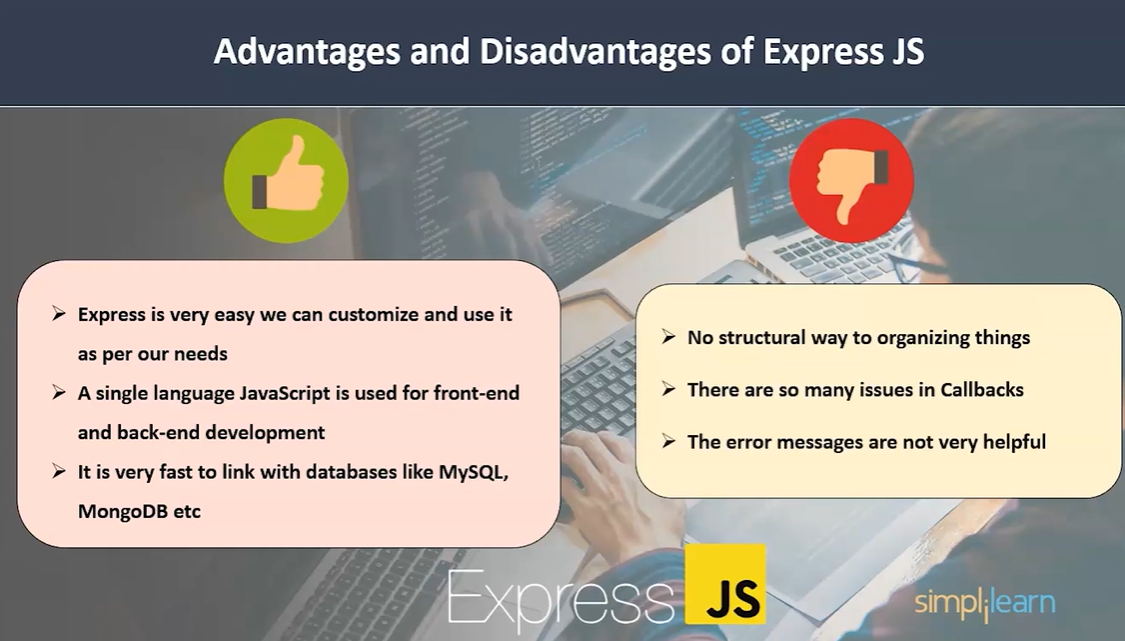 Advantages and Disadvantages of Express JS
Express is very easy we can customize and use it
as per our needs
A single language JavaScript is used for front-end
and back-end development
It is very fast to link with databases like MySQL,
MongoDB etc
No structural way to organizing things
There are so many issues in Callbacks
The error messages are not very helpful
Express JS
simplilearn